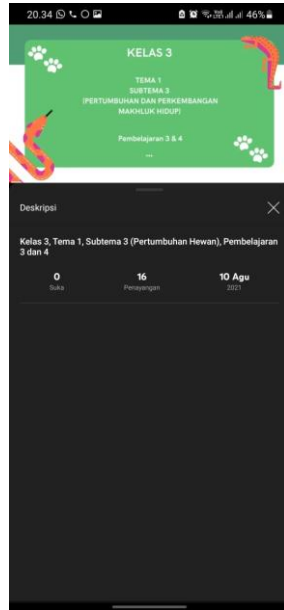 20.34 46%
KELAS 3
TEMA 1
SUBTEMA 3
(PERTUMBUHAN DAN PERKEMBANGAN
MAKHLUK HIDUP)
Pembelajaran 3 & 4
...
Deskripsi
Kelas 3, Tema 1, Subtema 3 (Pertumbuhan Hewan), Pembelajaran
3 dan 4
0 16 10 Agu
Suka Penayangan 2021